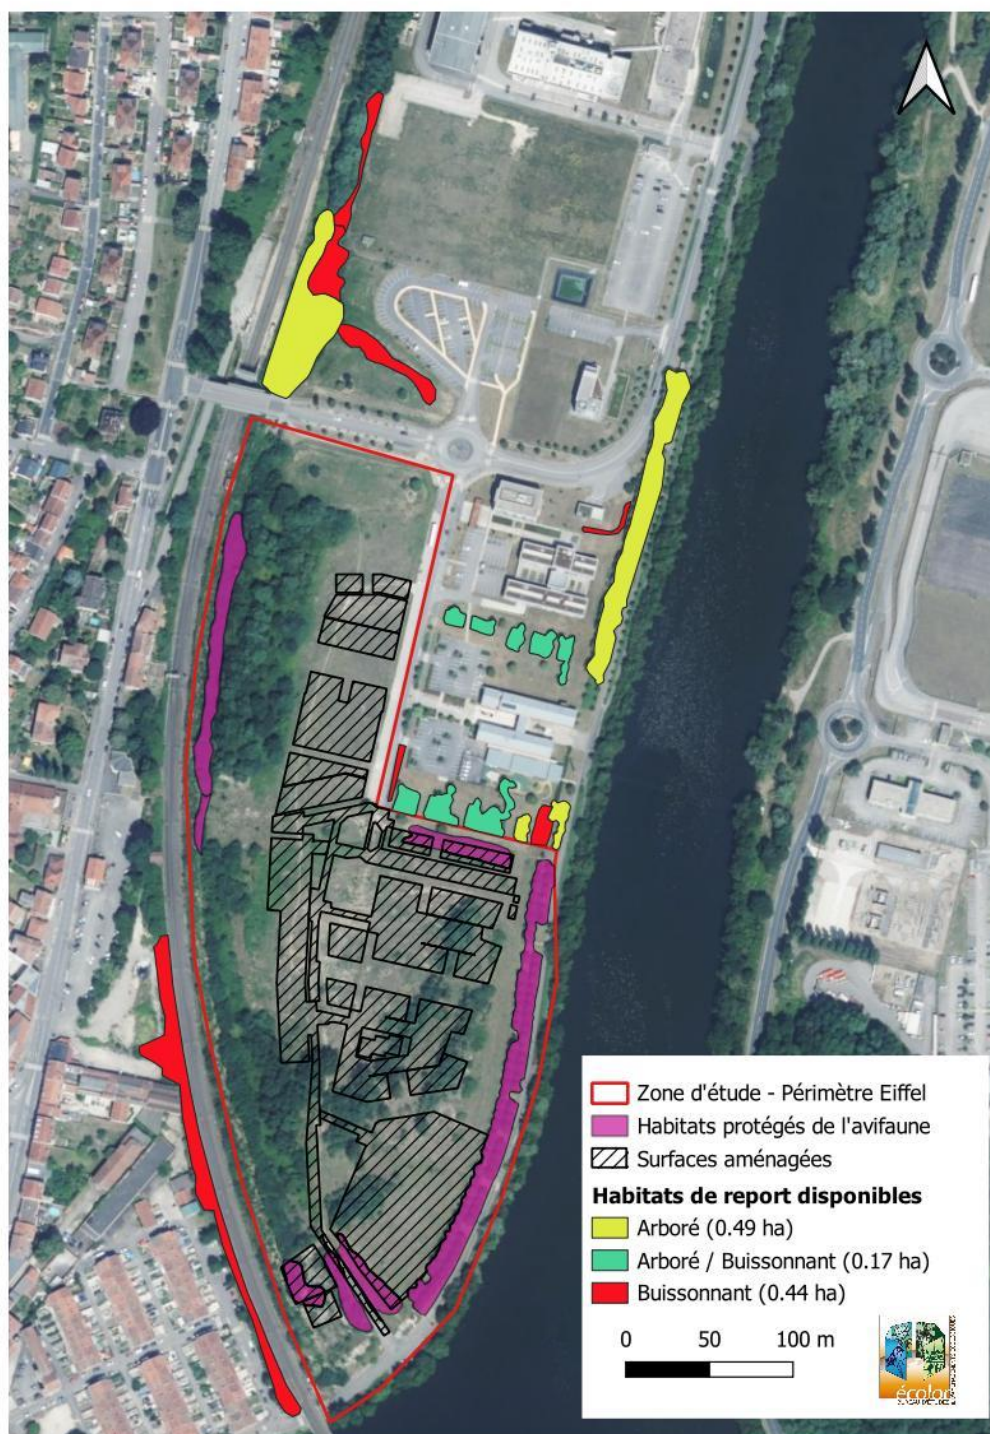 Zone d'étude - Périmètre Eiffel
Habitats protégés de l'avifaune
Surfaces aménagées
Habitats de report disponibles
Arboré (0.49 ha)
Arboré / Buissonnant (0.17 ha)
Buissonnant (0.44 ha)
0 50 100 m
écolor